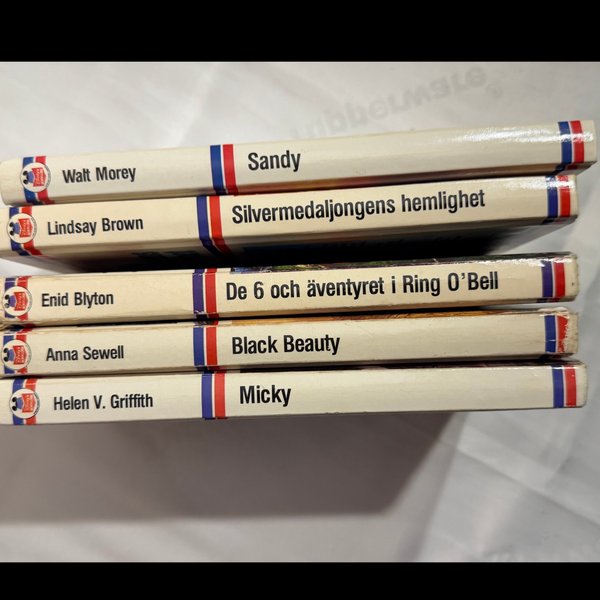 Walt Morey Sandy
Lindsay Brown Silvermedaljongens hemlighet
Enid Blyton De 6 och äventyret i Ring O'Bell
Anna Sewell Black Beauty
Helen V. Griffith Micky